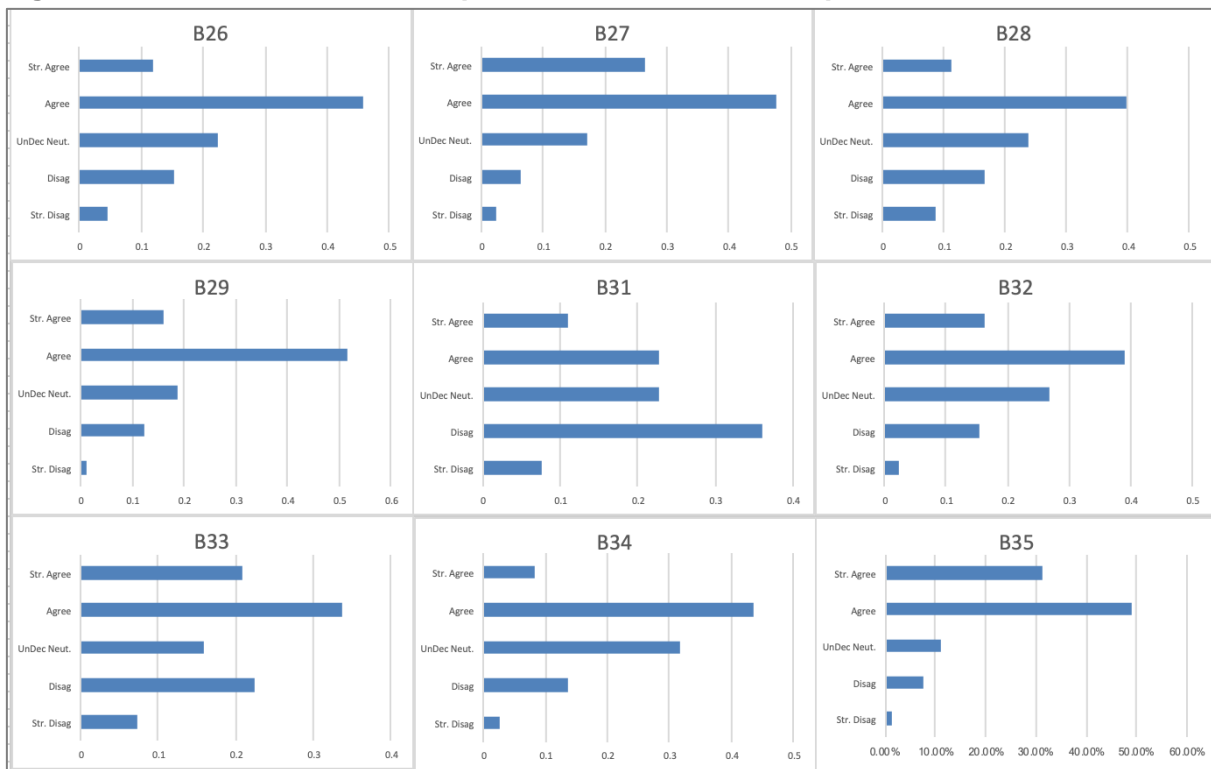 B26
Str. Agree
Agree
UnDec Neut.
Disag
Str. Disag
0 0.1 0.2 0.3 0.4 0.5
B27
Str. Agree
Agree
UnDec Neut.
Disag
Str. Disag
0 0.1 0.2 0.3 0.4 0.5
B28
Str. Agree
Agree
UnDec Neut.
Disag
Str. Disag
0 0.1 0.2 0.3 0.4 0.5
B29
Str. Agree
Agree
UnDec Neut.
Disag
Str. Disag
0 0.1 0.2 0.3 0.4 0.5 0.6
B31
Str. Agree
Agree
UnDec Neut.
Disag
Str. Disag
0 0.1 0.2 0.3 0.4
B32
Str. Agree
Agree
UnDec Neut.
Disag
Str. Disag
0 0.1 0.2 0.3 0.4 0.5
B33
Str. Agree
Agree
UnDec Neut.
Disag
Str. Disag
0 0.1 0.2 0.3 0.4
B34
Str. Agree
Agree
UnDec Neut.
Disag
Str. Disag
0 0.1 0.2 0.3 0.4 0.5
B35
Str. Agree
Agree
UnDec Neut.
Disag
Str. Disag
0.00% 10.00% 20.00% 30.00% 40.00% 50.00% 60.00%